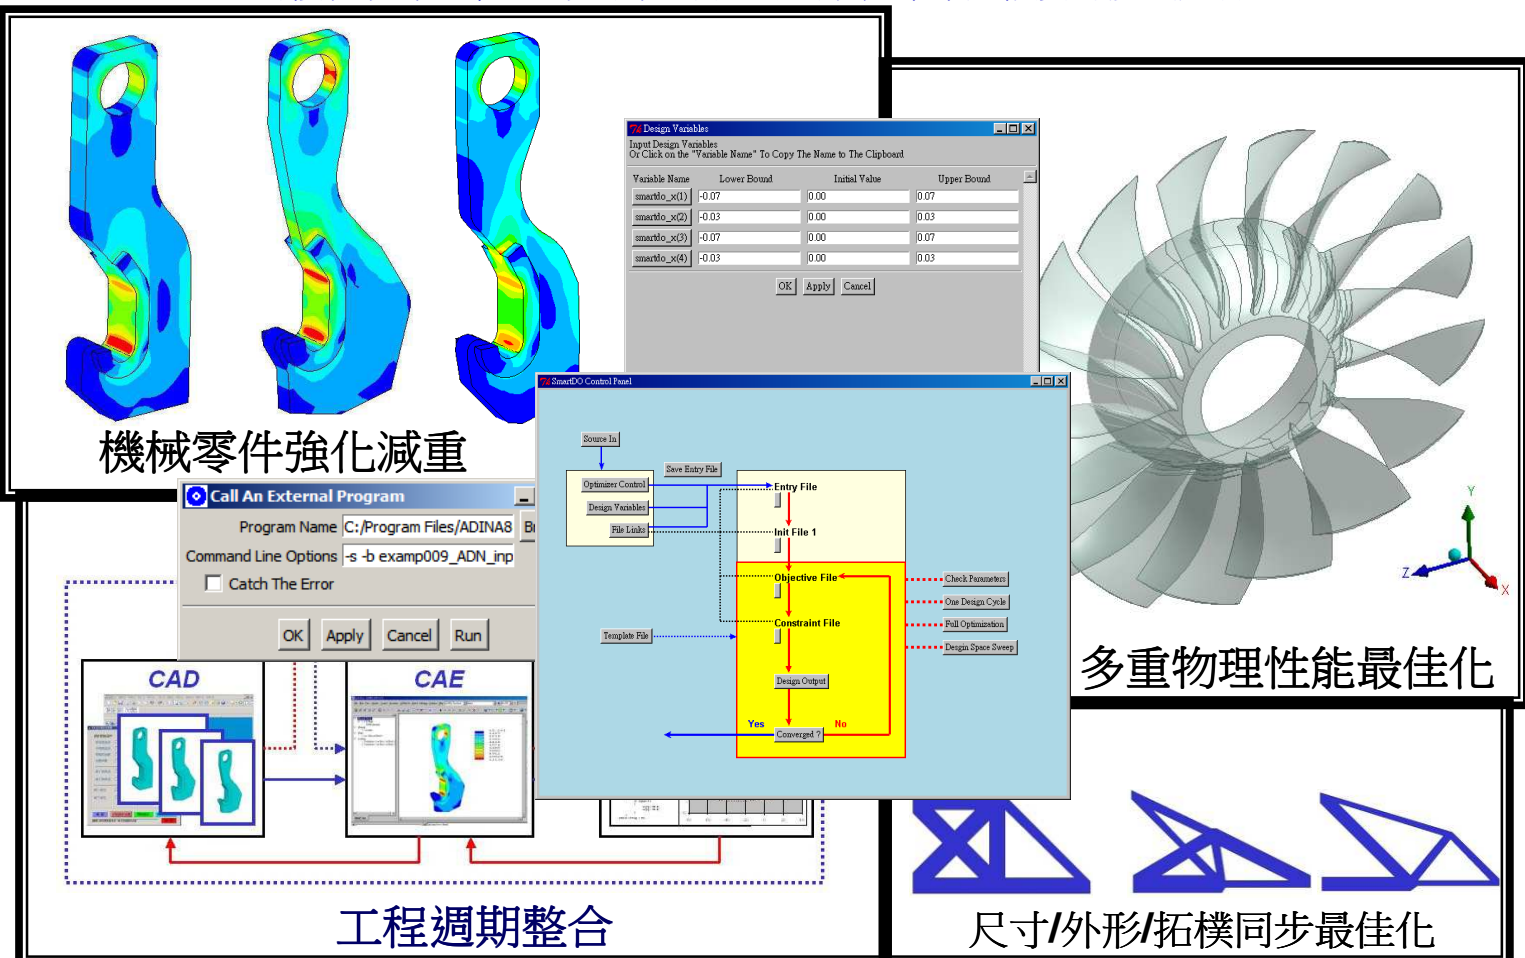 機械零件強化減重
Design Variables
Input Design Variables
Or Click on the "Variable Name" To Copy The Name to The Clipboard
Variable Name Lower Bound Initial Value Upper Bound
smartdo_x(1) -0.07 0.00 0.07
smartdo_x(2) -0.03 0.00 0.03
smartdo_x(3) -0.07 0.00 0.07
smartdo_x(4) -0.03 0.00 0.03
OK Apply Cancel
SmartDO Control Panel
Source In
Save Entry File
Optimizer Control
Design Variables
File Links
Entry File
Init File 1
Objective File
Constraint File
Template File
Design Output
Yes
No
Converged ?
Check Parameters
One Design Cycle
Full Optimization
Desgin Space Sweep
Call An External Program
Program Name C:/Program Files/ADINA8
Command Line Options -s -b examp009_ADN_inp
Catch The Error
OK Apply Cancel Run
CAD
CAE
工程週期整合
Y
Z
X
多重物理性能最佳化
尺寸/外形/拓樸同步最佳化